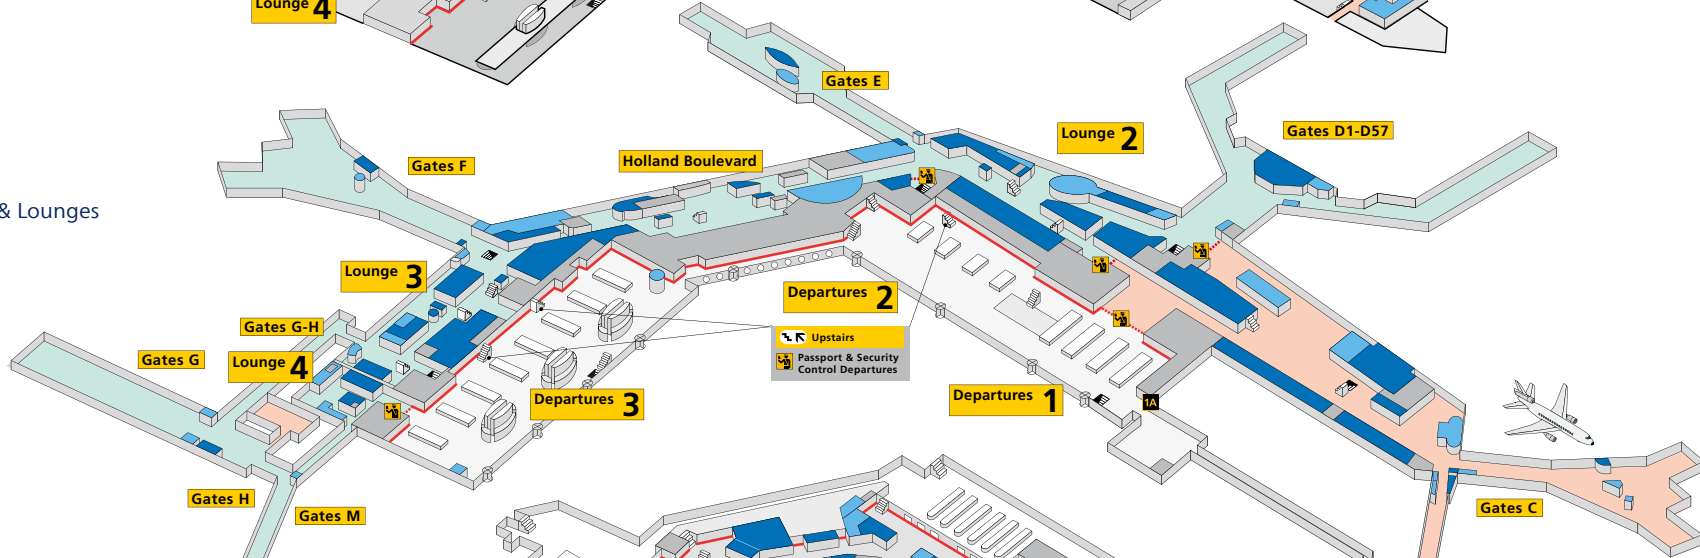 Lounge 4
Gates E
Gates D1-D57
Lounge 2
Holland Boulevard
Gates F
& Lounges
Lounge 3
Departures 2
Gates G-H
Upstairs
Passport & Security
Control Departures
Gates G
Lounge 4
Departures 3
Departures 1
1A
Gates H
Gates M
Gates C